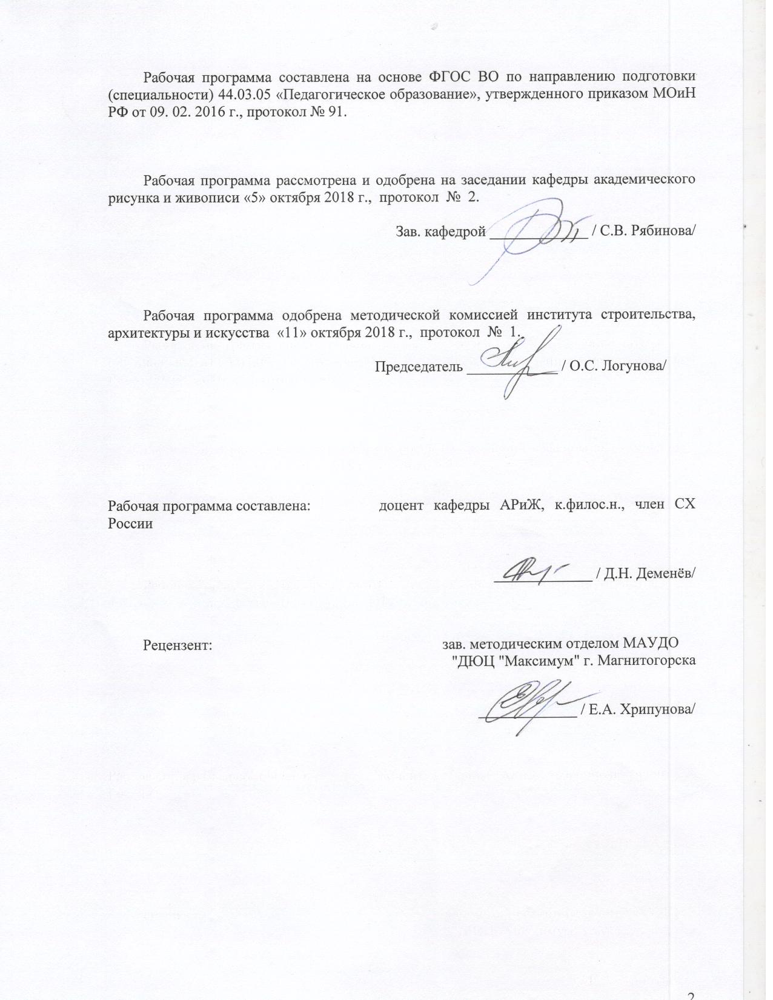 Рабочая программа составлена на основе ФГОС ВО по направлению подготовки
(специальности) 44.03.05 «Педагогическое образование», утвержденного приказом МОиН
РФ от 09. 02. 2016 г., протокол № 91.
Рабочая программа рассмотрена и одобрена на заседании кафедры академического
рисунка и живописи «5» октября 2018 г., протокол № 2.
Зав. кафедрой _____________ / С.В. Рябинова/
Рабочая программа одобрена методической комиссией института строительства,
архитектуры и искусства «11» октября 2018 г., протокол № 1.
Председатель ____________ / О.С. Логунова/
Рабочая программа составлена: доцент кафедры АРиЖ, к.филос.н., член СХ
России
_____________ / Д.Н. Деменёв/
Рецензент: зав. методическим отделом МАУДО
"ДЮЦ "Максимум" г. Магнитогорска
_____________ / Е.А. Хрипунова/
2